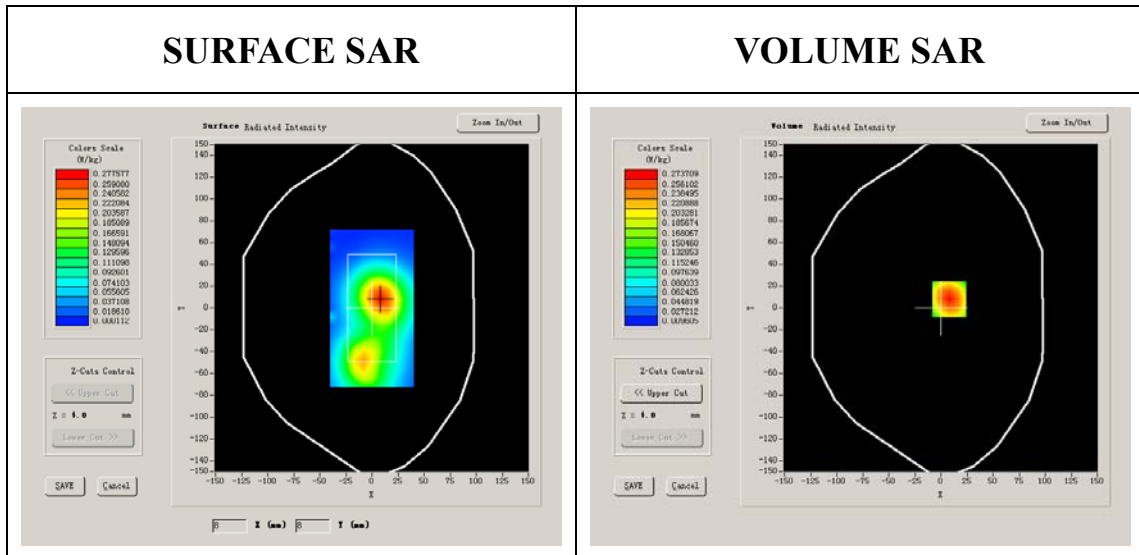 SURFACE SAR
Surface Radiated Intensity
Zoom In/Out
Colors Scale
(W/kg)
0.277577
0.259080
0.240582
0.222084
0.203587
0.185089
0.166591
0.148094
0.129596
0.111098
0.092601
0.074103
0.055605
0.037108
0.018610
0.000112
150
140
120
100
80
60
40
20
0
-20
-40
-60
-80
-100
-120
-140
-150
Y
-150 -125 -100 -75 -50 -25 0 25 50 75 100 125 150
X
Z-Cuts Control
<< Upper Cut
Z = 4.0 mm
Lower Cut >>
SAVE Cancel
8 X (mm) 8 Y (mm)
VOLUME SAR
Volume Radiated Intensity
Zoom In/Out
Colors Scale
(W/kg)
0.273709
0.256102
0.238495
0.220888
0.203281
0.185674
0.168067
0.150460
0.132853
0.115246
0.097639
0.080033
0.062426
0.044819
0.027212
0.009605
150
140
120
100
80
60
40
20
0
-20
-40
-60
-80
-100
-120
-140
-150
Y
-150 -125 -100 -75 -50 -25 0 25 50 75 100 125 150
X
Z-Cuts Control
<< Upper Cut
Z = 4.0 mm
Lower Cut >>
SAVE Cancel